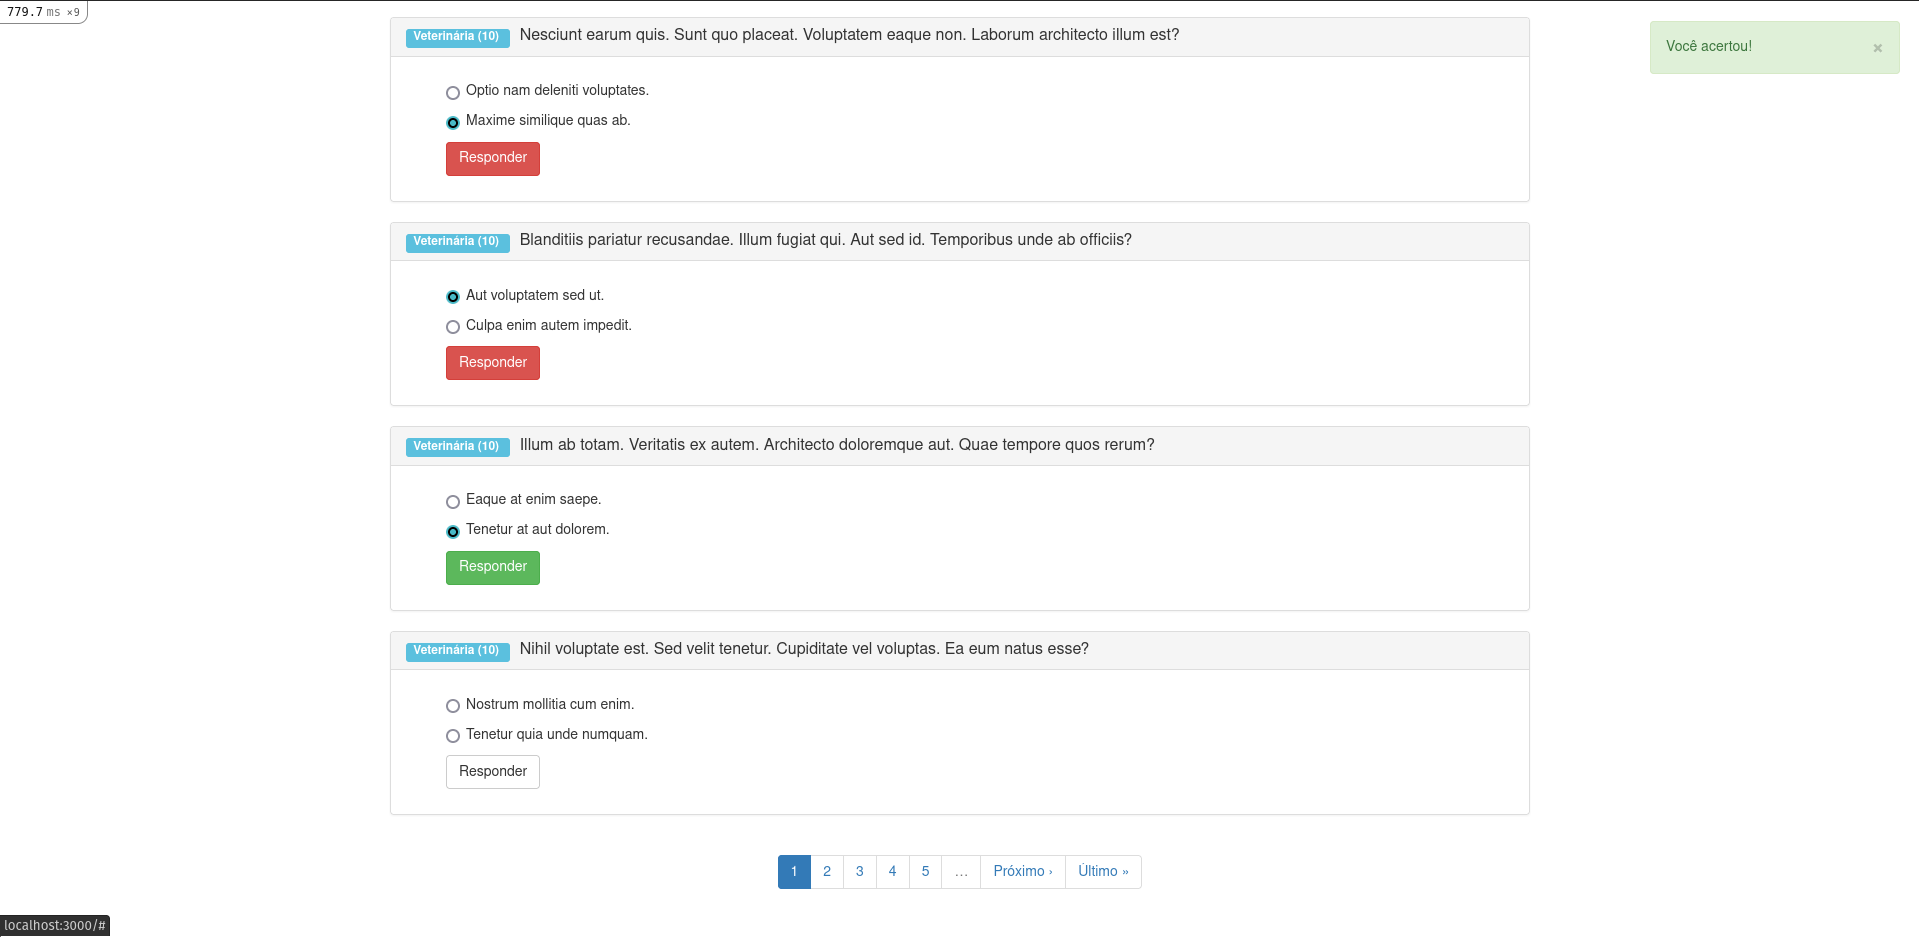 779.7 ms ×9
Veterinária (10) Nesciunt earum quis. Sunt quo placeat. Voluptatem eaque non. Laborum architecto illum est?
Você acertou! ×
Optio nam deleniti voluptates.
Maxime similique quas ab.
Responder
Veterinária (10) Blanditiis pariatur recusandae. Illum fugiat qui. Aut sed id. Temporibus unde ab officiis?
Aut voluptatem sed ut.
Culpa enim autem impedit.
Responder
Veterinária (10) Illum ab totam. Veritatis ex autem. Architecto doloremque aut. Quae tempore quos rerum?
Eaque at enim saepe.
Tenetur at aut dolorem.
Responder
Veterinária (10) Nihil voluptate est. Sed velit tenetur. Cupiditate vel voluptas. Ea eum natus esse?
Nostrum mollitia cum enim.
Tenetur quia unde numquam.
Responder
1 2 3 4 5 … Próximo › Último »
localhost:3000/#